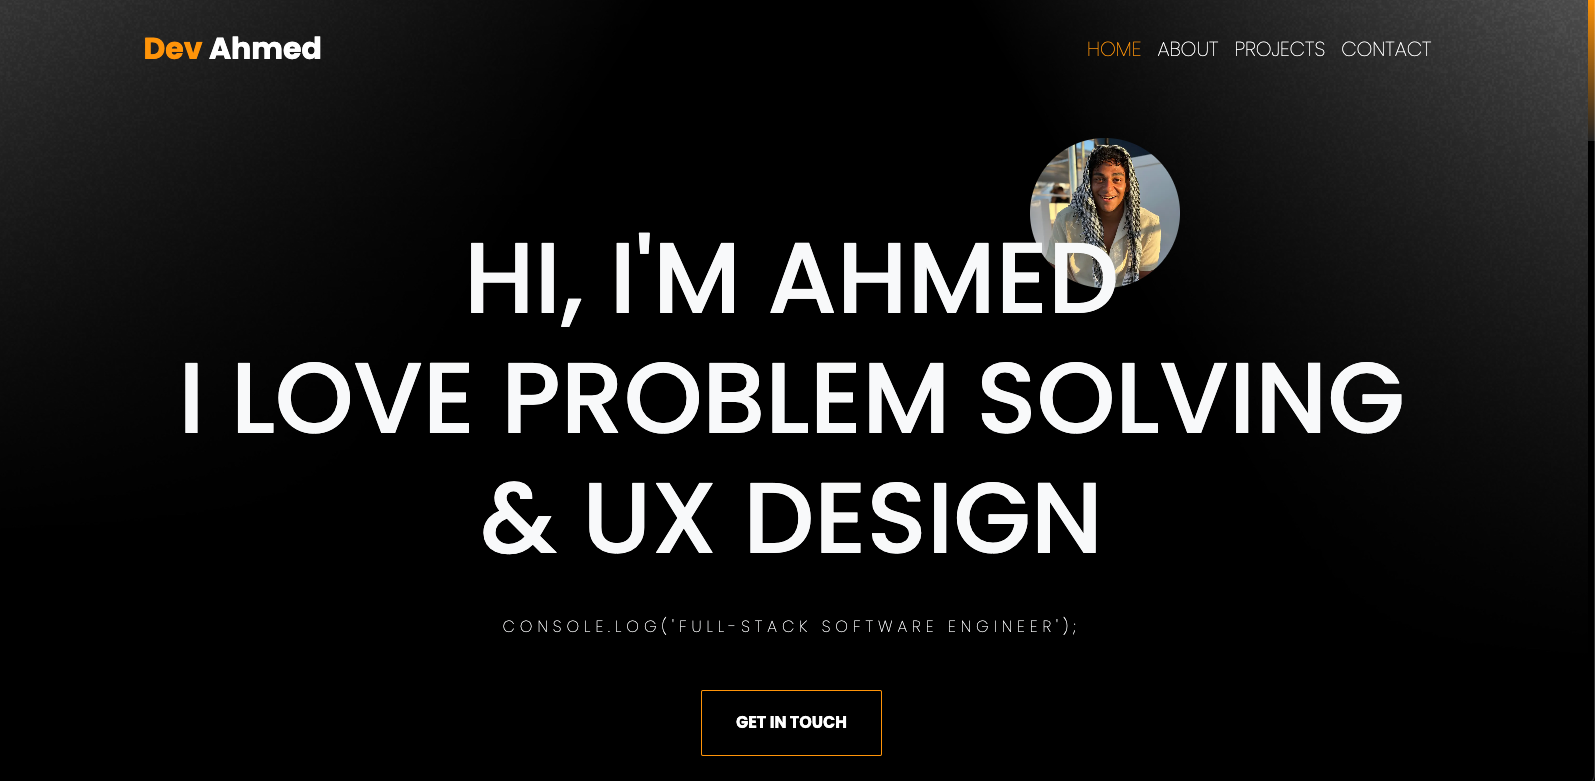 Dev Ahmed
HOME ABOUT PROJECTS CONTACT
HI, I'M AHMED
I LOVE PROBLEM SOLVING
& UX DESIGN
CONSOLE.LOG('FULL-STACK SOFTWARE ENGINEER');
GET IN TOUCH